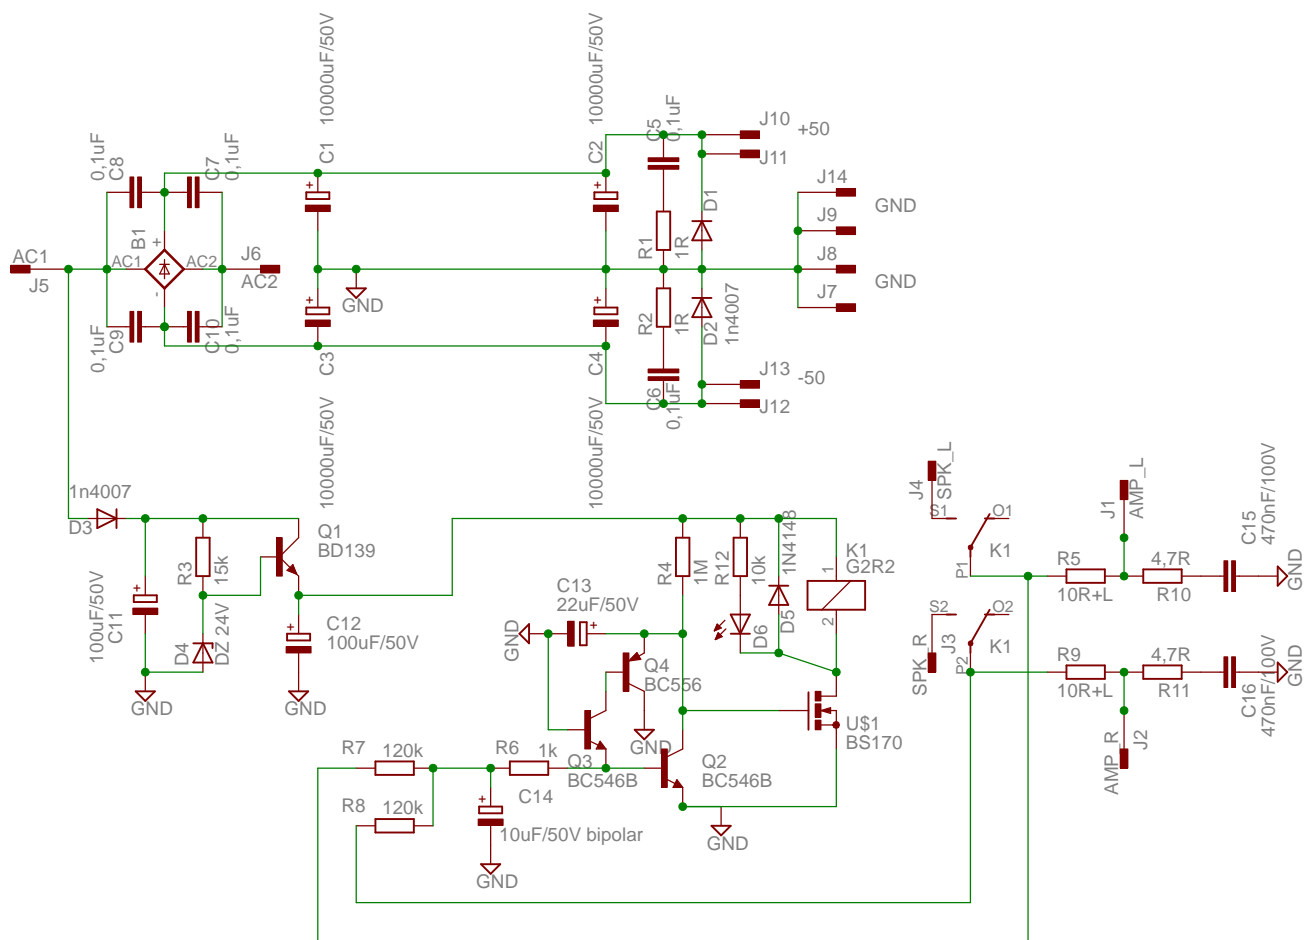 10000uF/50V
10000uF/50V
J10
+50
J11
C5
0,1uF
C1
C2
0,1uF
C8
C7
0,1uF
J14
GND
J9
D1
R1
1R
AC1
J5
B1
AC1
+
AC2
-
J6
AC2
GND
J8
GND
J7
0,1uF
C9
C10
0,1uF
+
+
+
+
R2
1R
D2
1n4007
C3
C4
J13
-50
J12
C6
0,1uF
10000uF/50V
10000uF/50V
1n4007
D3
R3
15k
Q1
BD139
100uF/50V
C11
+
D4
DZ 24V
GND
C12
100uF/50V
+
GND
R4
1M
R12
10k
1N4148
D5
D6
K1
G2R2
1
2
C13
22uF/50V
+
GND
Q4
BC556
GND
Q3
BC546B
Q2
BC546B
U$1
BS170
GND
R7
120k
R6
1k
C14
R8
120k
+
10uF/50V bipolar
GND
J4
SPK_L
S1
O1
P1
K1
J1
AMP_L
R5
10R+L
4,7R
R10
C15
470nF/100V
GND
S2
O2
P2
K1
J3
SPK_R
R9
10R+L
4,7R
R11
C16
470nF/100V
GND
AMP_R
J2